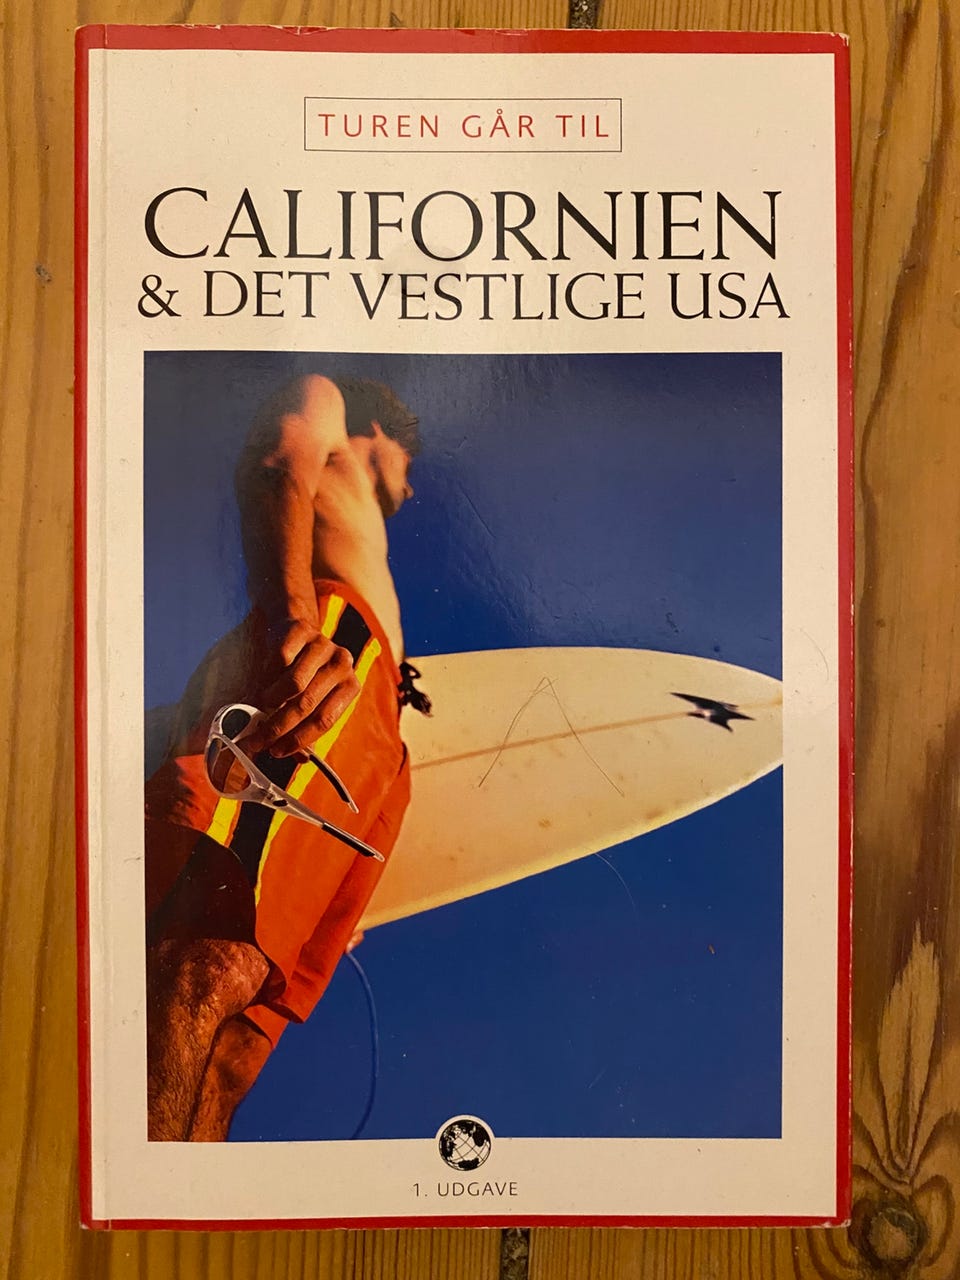 TUREN GÅR TIL
CALIFORNIEN
& DET VESTLIGE USA
1. UDGAVE